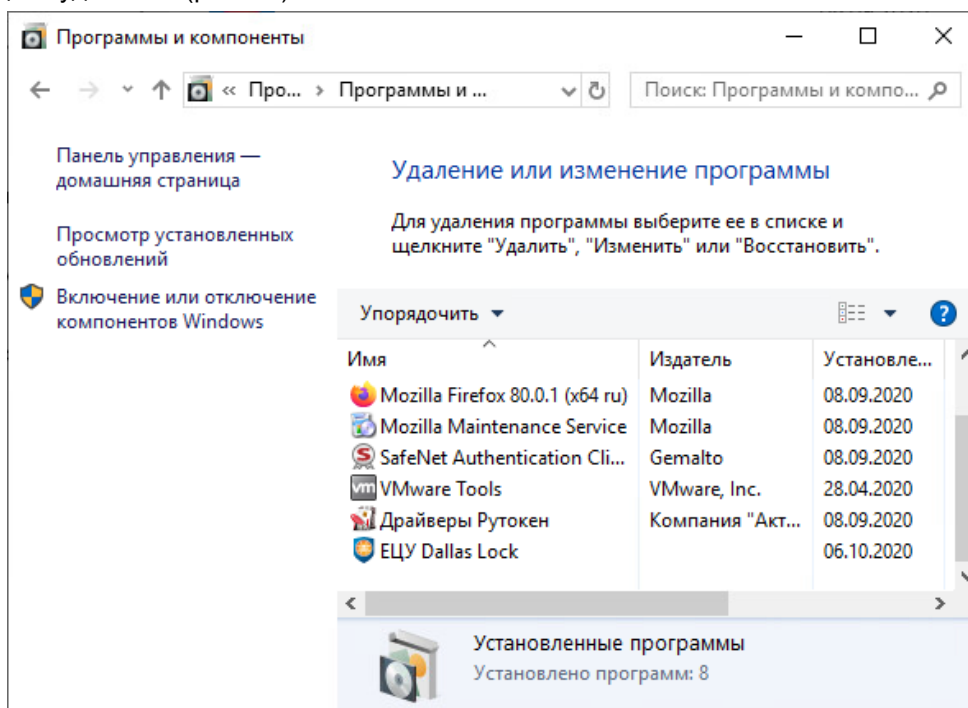 Программы и компоненты
« Про... › Программы и ...
Поиск: Программы и компо...
Панель управления —
домашняя страница
Просмотр установленных
обновлений
Включение или отключение
компонентов Windows
Удаление или изменение программы
Для удаления программы выберите ее в списке и
щелкните "Удалить", "Изменить" или "Восстановить".
Упорядочить
Имя Издатель Установле...
Mozilla Firefox 80.0.1 (x64 ru) Mozilla 08.09.2020
Mozilla Maintenance Service Mozilla 08.09.2020
SafeNet Authentication Cli... Gemalto 08.09.2020
vm VMware Tools VMware, Inc. 28.04.2020
Драйверы Рутокен Компания "Акт... 08.09.2020
ЕЦУ Dallas Lock 06.10.2020
Установленные программы
Установлено программ: 8